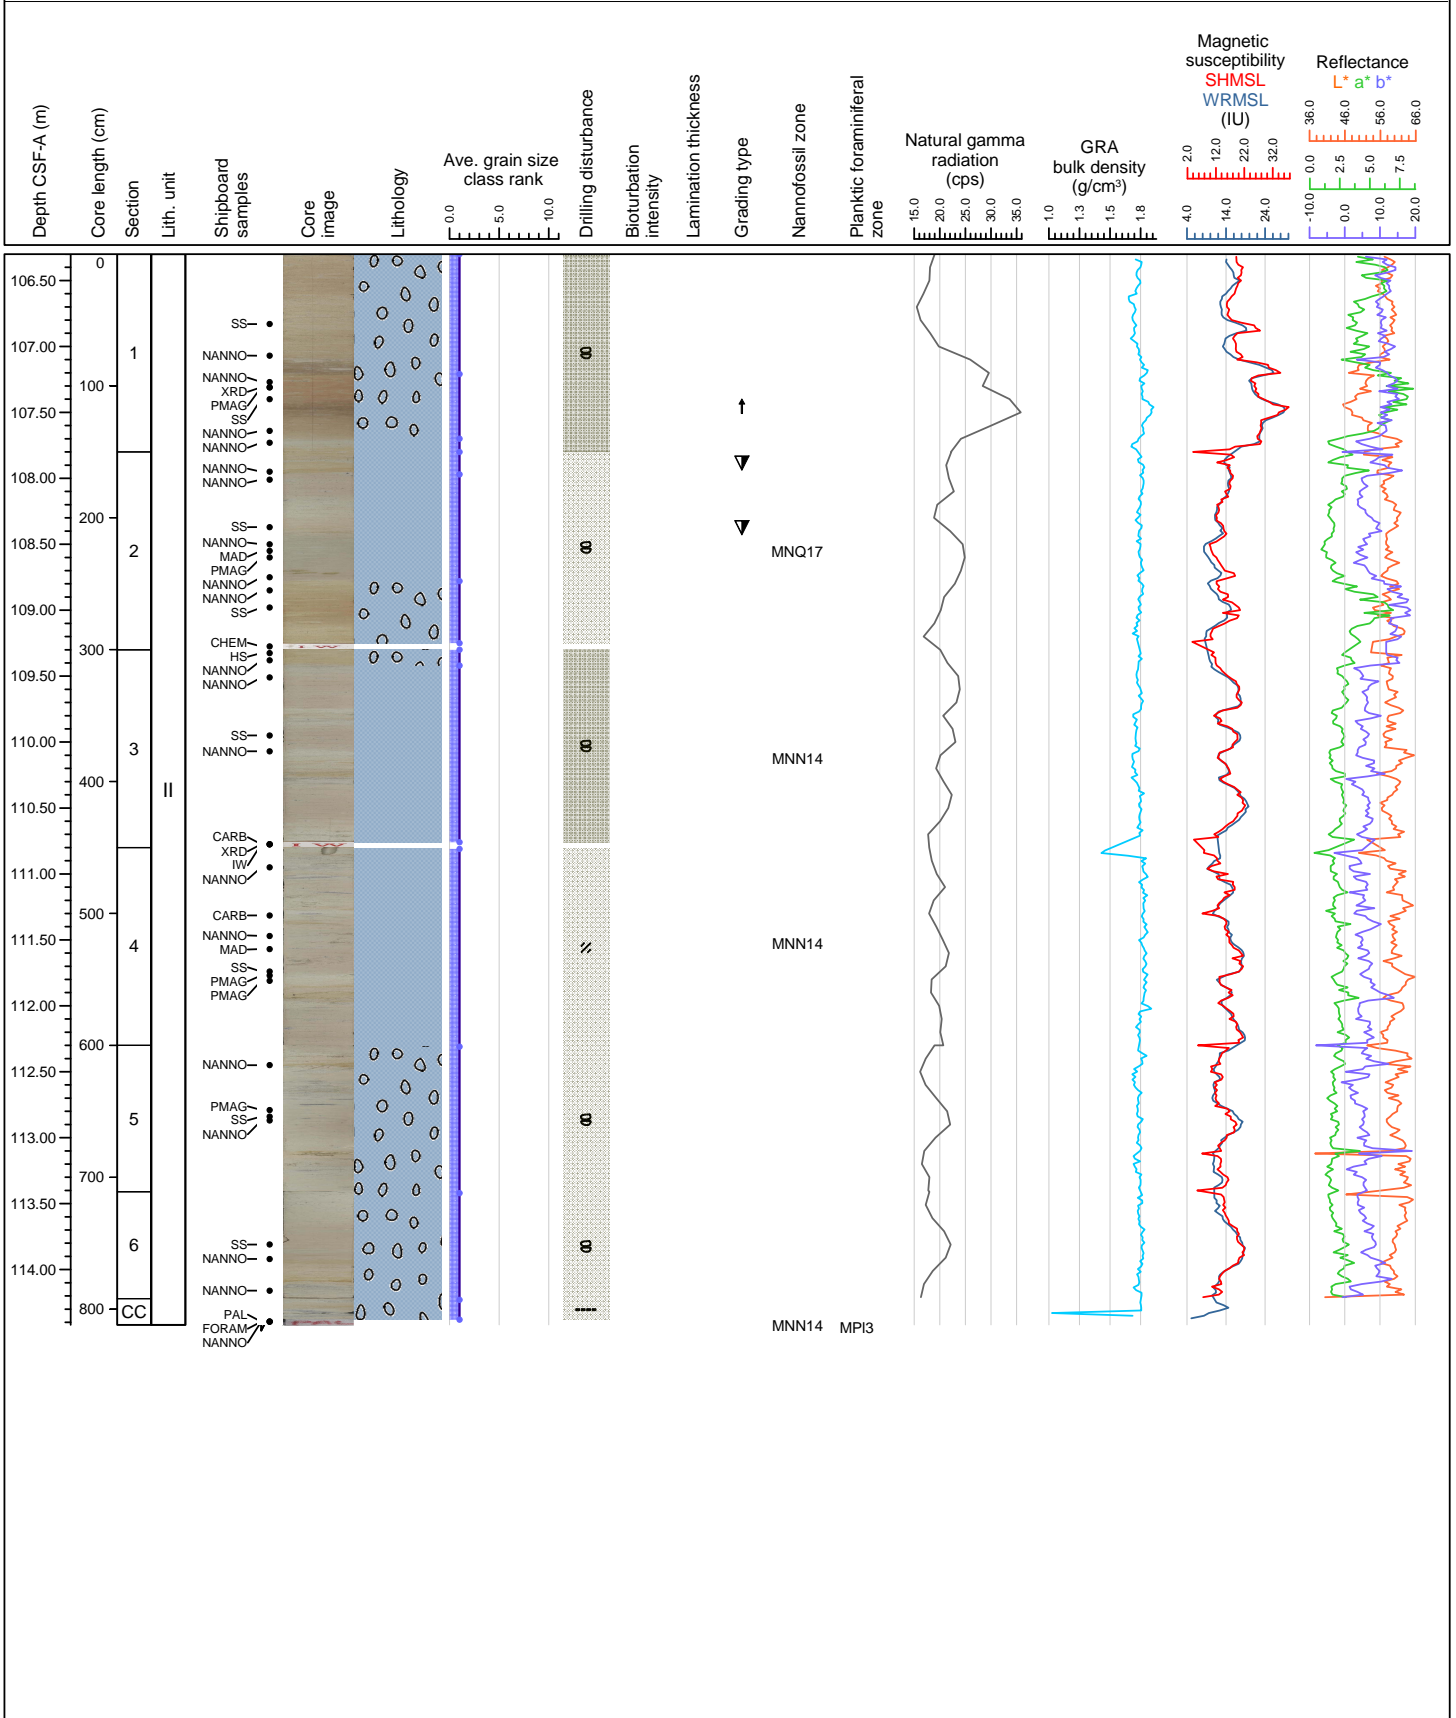 Depth CSF-A (m)
Core length (cm)
Section
Lith. unit
Shipboard
samples
Core
image
Lithology
Ave. grain size
class rank
0.0
5.0
10.0
Drilling disturbance
Bioturbation
intensity
Lamination thickness
Grading type
Nannofossil zone
Planktic foraminiferal
zone
Natural gamma
radiation
(cps)
15.0
20.0
25.0
30.0
35.0
GRA
bulk density
(g/cm³)
1.0
1.3
1.5
1.8
Magnetic
susceptibility
SHMSL
WRMSL
(IU)
2.0
12.0
22.0
32.0
4.0
14.0
24.0
Reflectance
L* a* b*
36.0
46.0
56.0
66.0
0.0
2.5
5.0
7.5
-10.0
0.0
10.0
20.0
106.50
107.00
107.50
108.00
108.50
109.00
109.50
110.00
110.50
111.00
111.50
112.00
112.50
113.00
113.50
114.00
0
100
200
300
400
500
600
700
800
1
2
3
4
5
6
CC
II
SS
NANNO
NANNO
XRD
PMAG
SS
NANNO
NANNO
NANNO
NANNO
SS
NANNO
MAD
PMAG
NANNO
NANNO
SS
CHEM
HS
NANNO
NANNO
SS
NANNO
CARB
XRD
IW
NANNO
CARB
NANNO
MAD
SS
PMAG
PMAG
NANNO
PMAG
SS
NANNO
SS
NANNO
NANNO
PAL
FORAM
NANNO
MNQ17
MNN14
MNN14
MNN14 MPl3